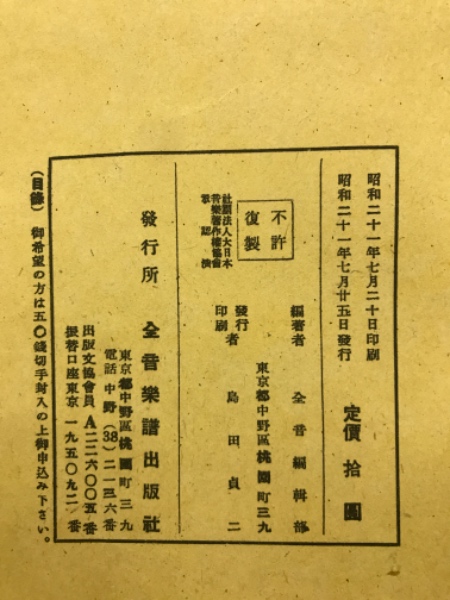 昭和二十一年七月二十日印刷
昭和二十一年七月廿五日發行
定價 拾圓
不許
復製
社團法人大日本
音樂著作權協會
承認濟
編著者 全音編輯部
東京都中野區桃園町三九
發行者
印刷 島田貞二
發行所 全音樂譜出版社
東京都中野區桃園町三九
電話 中野(38)二一三六番
出版文協會員 A二二六〇〇五番
振替口座東京 一九五〇九二番
(目錄) 御希望の方は五〇錢切手封入の上御申込み下さい。